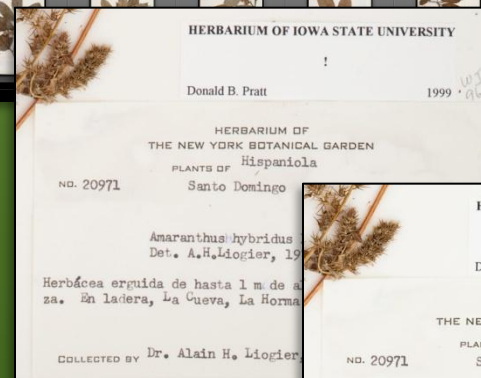 HERBARIUM OF IOWA STATE UNIVERSITY
!
Donald B. Pratt 1999
HERBARIUM OF
THE NEW YORK BOTANICAL GARDEN
PLANTS OF Hispaniola
NO. 20971 Santo Domingo
Amaranthus hybridus
Det. A.H.Liogier, 19
Herbácea erguida de hasta 1 m de a
za. En ladera, La Cueva, La Horma
COLLECTED BY Dr. Alain H. Liogier,
H
D
THE NE
PLA
NO. 20971 S